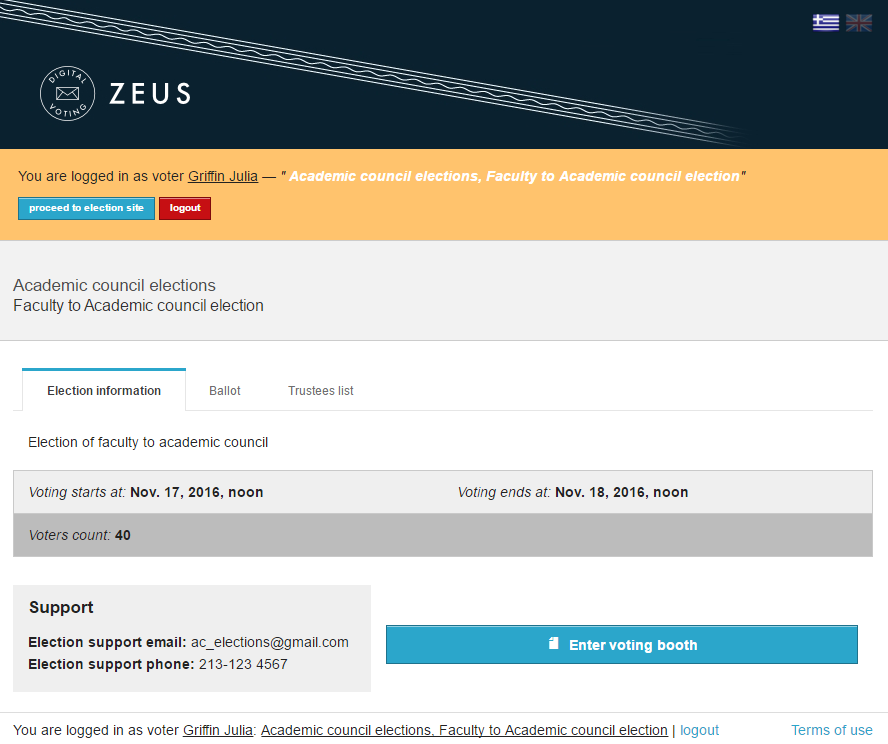 DIGITAL VOTING
ZEUS
You are logged in as voter Griffin Julia — " Academic council elections, Faculty to Academic council election"
proceed to election site logout
Academic council elections
Faculty to Academic council election
Election information Ballot Trustees list
Election of faculty to academic council
Voting starts at: Nov. 17, 2016, noon Voting ends at: Nov. 18, 2016, noon
Voters count: 40
Support
Election support email: ac_elections@gmail.com
Election support phone: 213-123 4567
Enter voting booth
You are logged in as voter Griffin Julia: Academic council elections, Faculty to Academic council election | logout Terms of use